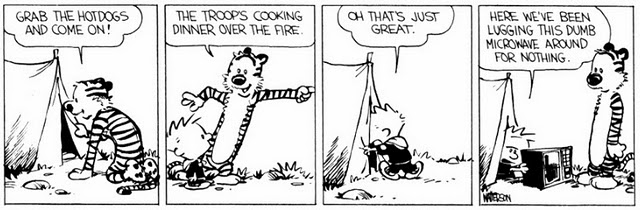 GRAB THE HOTDOGS
AND COME ON!
THE TROOP'S COOKING
DINNER OVER THE FIRE.
OH THAT'S JUST
GREAT.
HERE WE'VE BEEN
LUGGING THIS DUMB
MICROWAVE AROUND
FOR NOTHING.
WATTERSON